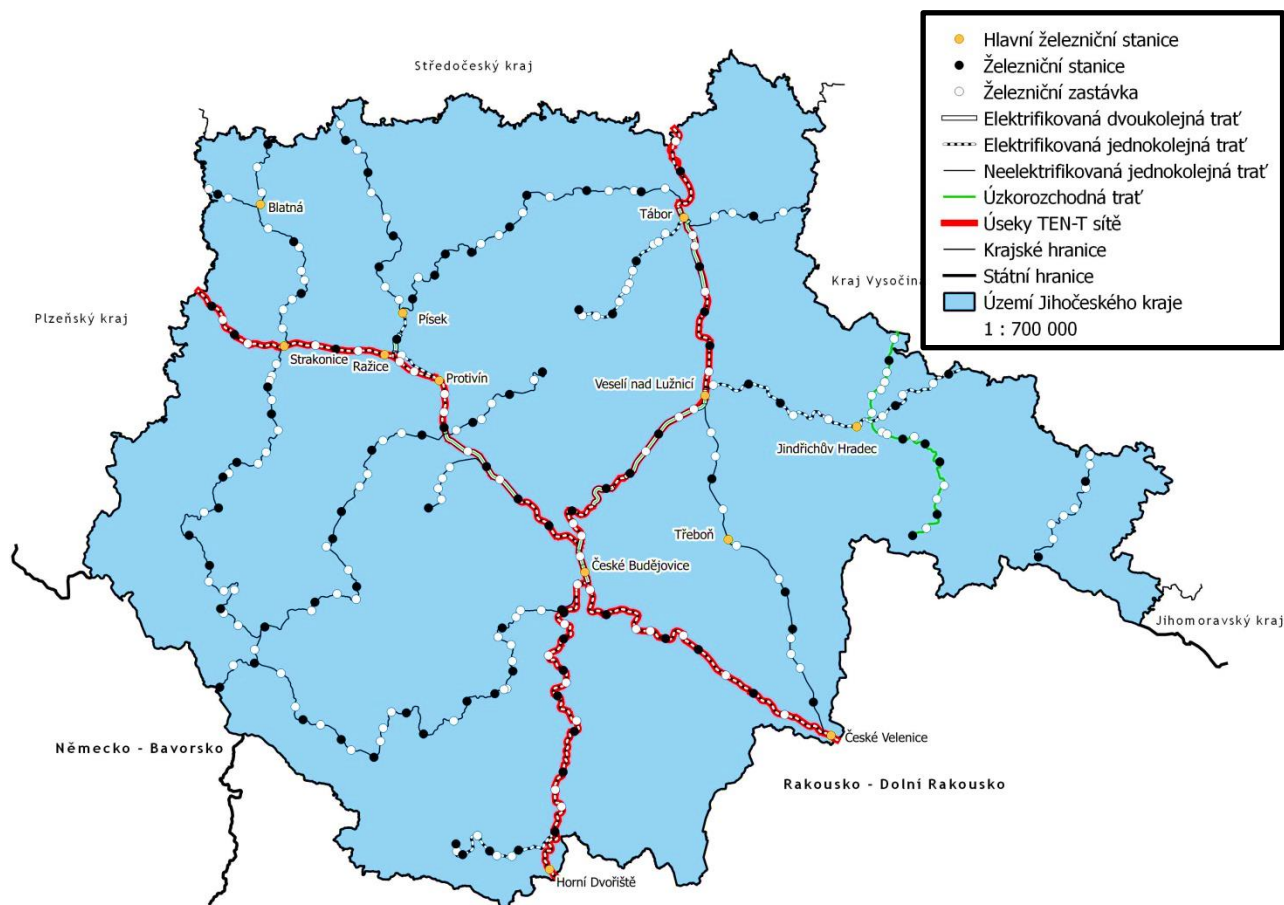 Středočeský kraj
Hlavní železniční stanice
Železniční stanice
Železniční zastávka
Elektrifikovaná dvoukolejná trať
Elektrifikovaná jednokolejná trať
Neelektrifikovaná jednokolejná trať
Úzkorozchodná trať
Úseky TEN-T sítě
Krajské hranice
Státní hranice
Území Jihočeského kraje
1 : 700 000
Blatná
Tábor
Kraj Vysočina
Plzeňský kraj
Písek
Strakonice
Ražice
Protivín
Veselí nad Lužnicí
Jindřichův Hradec
Třeboň
České Budějovice
Jihomoravský kraj
České Velenice
Německo - Bavorsko
Rakousko - Dolní Rakousko
Horní Dvořiště